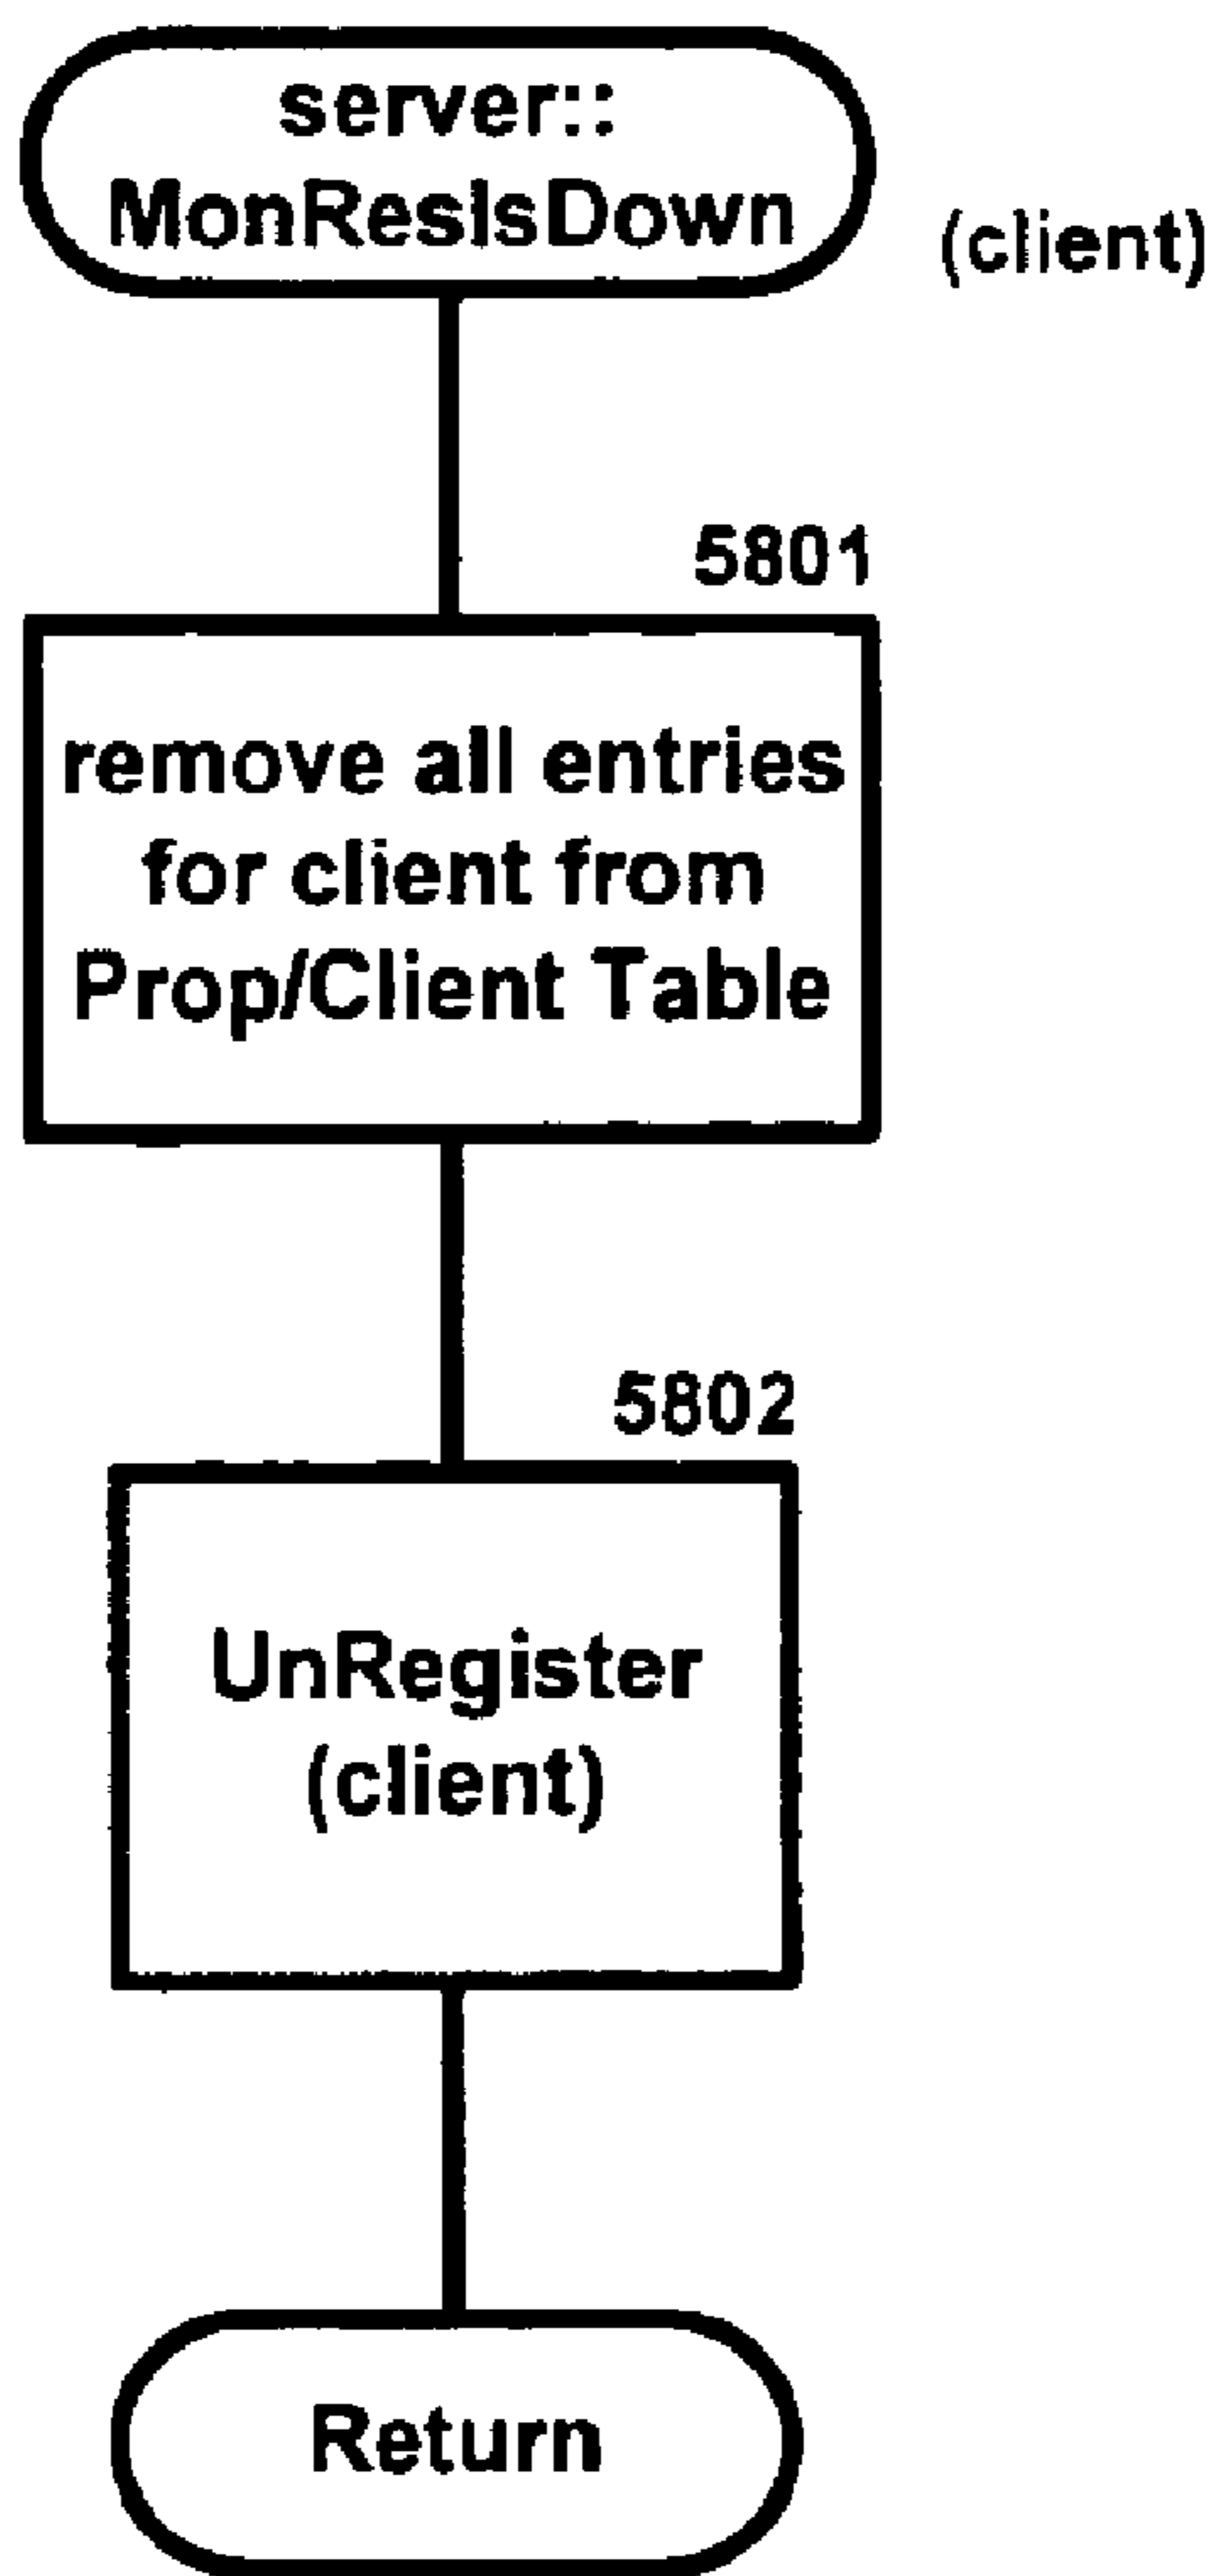 server::
MonResIsDown
(client)
5801
remove all entries
for client from
Prop/Client Table
5802
UnRegister
(client)
Return